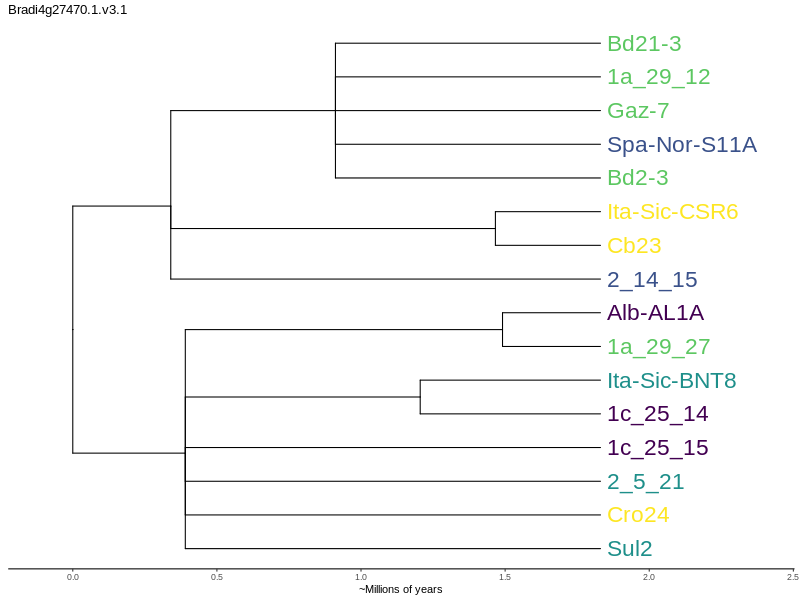 Bradi4g27470.1.v3.1
Bd21-3
1a_29_12
Gaz-7
Spa-Nor-S11A
Bd2-3
Ita-Sic-CSR6
Cb23
2_14_15
Alb-AL1A
1a_29_27
Ita-Sic-BNT8
1c_25_14
1c_25_15
2_5_21
Cro24
Sul2
0.0 0.5 1.0 1.5 2.0 2.5
~Millions of years